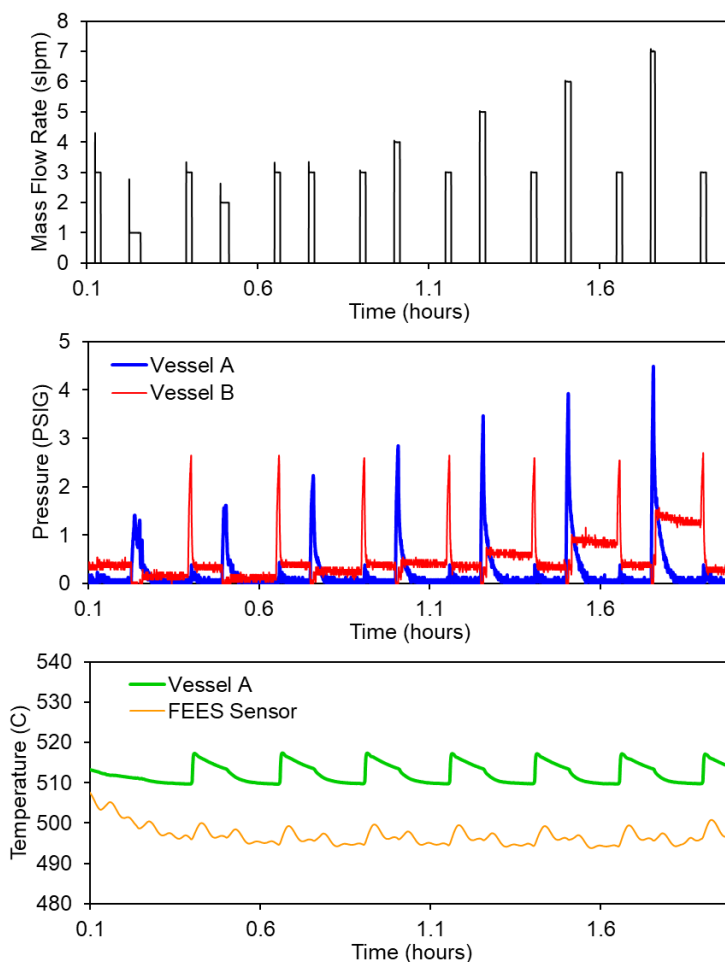 Mass Flow Rate (slpm)
8
7
6
5
4
3
2
1
0
0.1 0.6 1.1 1.6
Time (hours)
Pressure (PSIG)
5
4
3
2
1
0
Vessel A
Vessel B
0.1 0.6 1.1 1.6
Time (hours)
Temperature (C)
540
530
520
510
500
490
480
Vessel A
FEES Sensor
0.1 0.6 1.1 1.6
Time (hours)